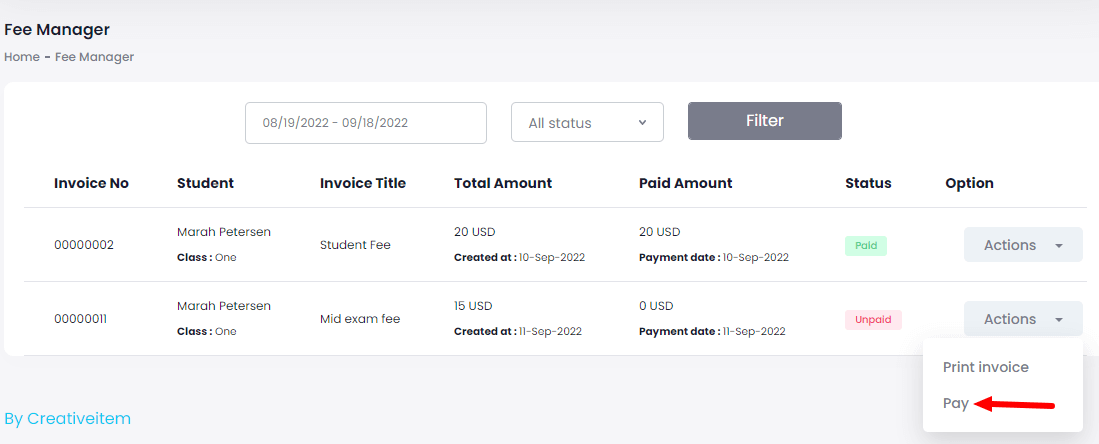 Fee Manager
Home - Fee Manager
08/19/2022 - 09/18/2022 All status Filter
Invoice No Student Invoice Title Total Amount Paid Amount Status Option
Marah Petersen 20 USD 20 USD
00000002 Student Fee Paid Actions
Class : One Created at : 10-Sep-2022 Payment date : 10-Sep-2022
Marah Petersen 15 USD 0 USD
00000011 Mid exam fee Unpaid Actions
Class : One Created at : 11-Sep-2022 Payment date : 11-Sep-2022
Print invoice
Pay
By Creativeitem